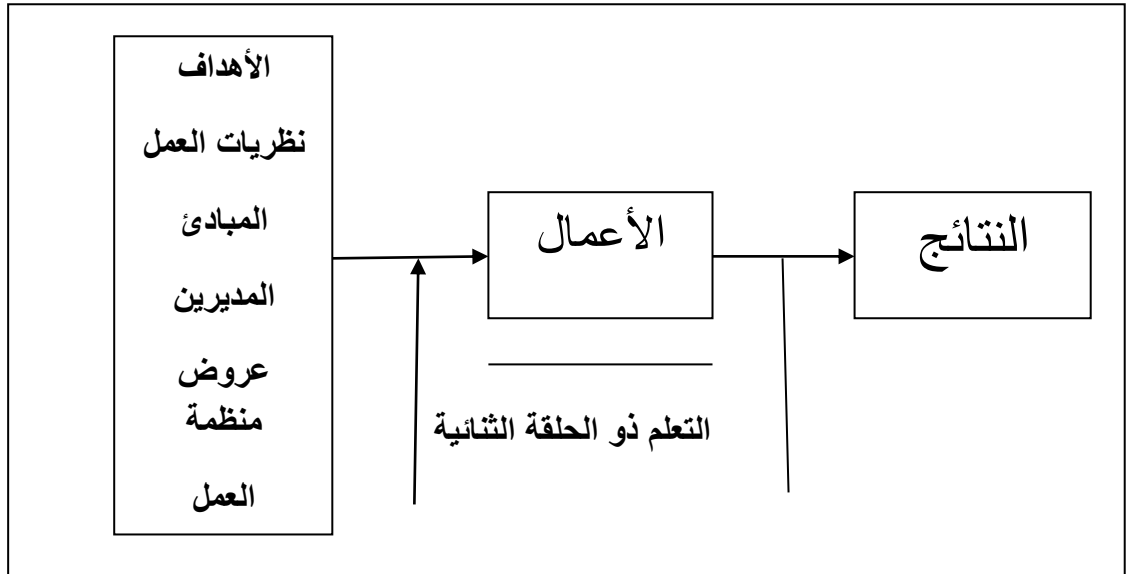 الأهداف
نظريات العمل
المبادئ
المديرين
عروض
منظمة
العمل
الأعمال
النتائج
التعلم ذو الحلقة الثنائية